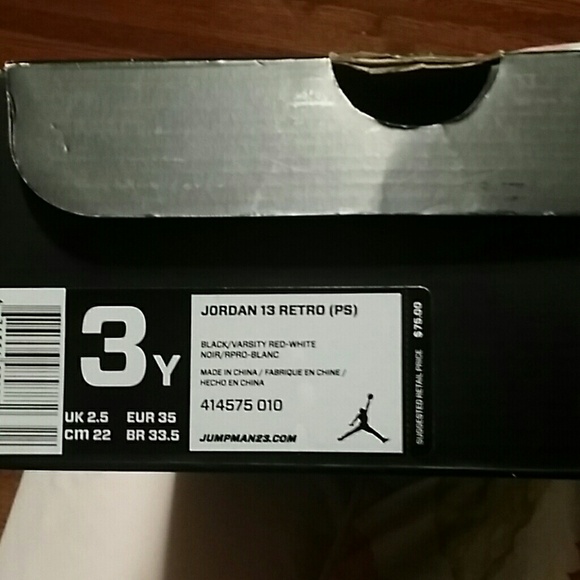 3Y
UK 2.5 EUR 35
cm 22 BR 33.5
JORDAN 13 RETRO (PS)
BLACK/VARSITY RED-WHITE
NOIR/RPRO-BLANC
MADE IN CHINA / FABRIQUE EN CHINE /
HECHO EN CHINA
414575 010
JUMPMAN23.COM
SUGGESTED RETAIL PRICE $75.00